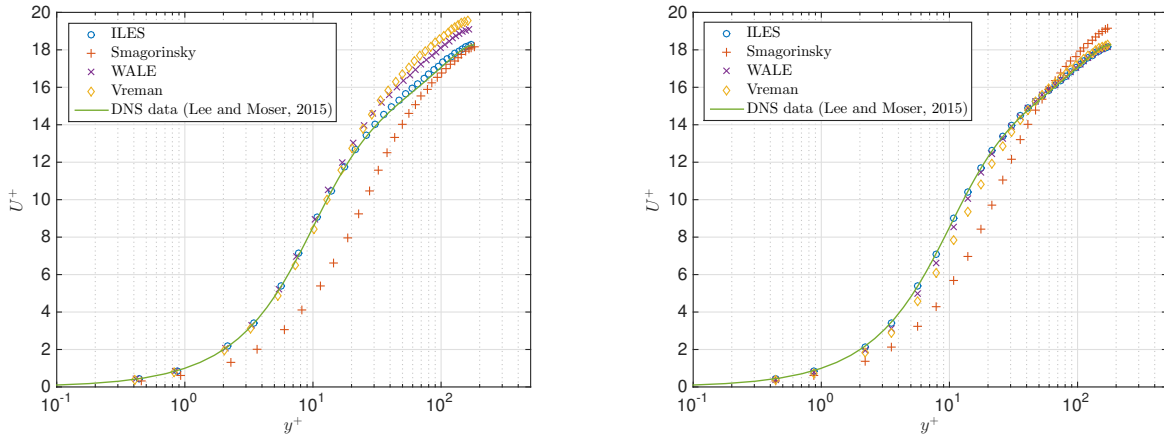 20
18
16
14
12
10
8
6
4
2
0
U+
ILES
Smagorinsky
WALE
Vreman
DNS data (Lee and Moser, 2015)
10-1
100
101
102
y+
20
18
16
14
12
10
8
6
4
2
0
U+
ILES
Smagorinsky
WALE
Vreman
DNS data (Lee and Moser, 2015)
10-1
100
101
102
y+